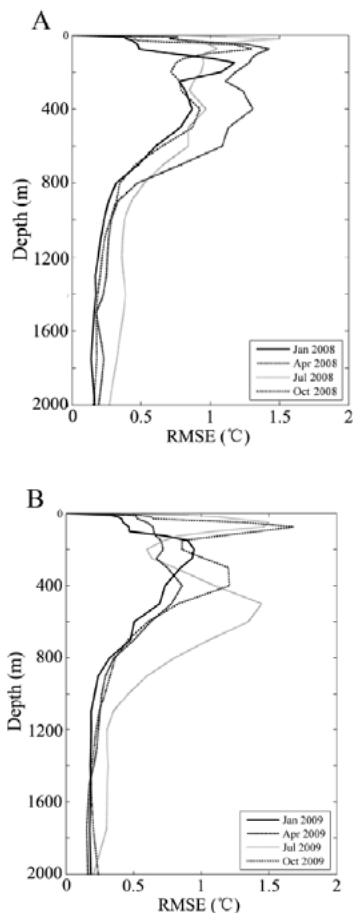 A
0
400
800
1200
1600
2000
Depth (m)
0 0.5 1 1.5 2
RMSE (℃)
Jan 2008
Apr 2008
Jul 2008
Oct 2008
B
0
400
800
1200
1600
2000
Depth (m)
0 0.5 1 1.5 2
RMSE (℃)
Jan 2009
Apr 2009
Jul 2009
Oct 2009